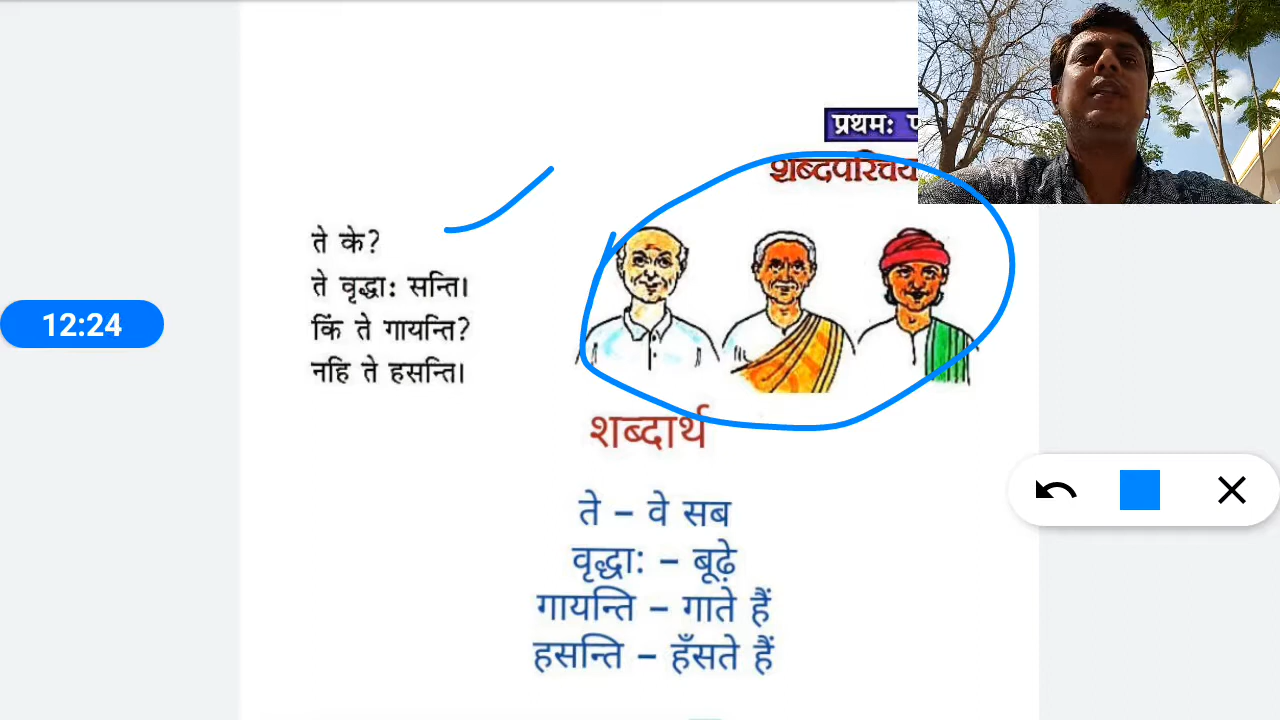 प्रथमः
शब्दपरिचय
ते के?
ते वृद्धाः सन्ति।
किं ते गायन्ति?
नहि ते हसन्ति।
12:24
शब्दार्थ
ते – वे सब
वृद्धाः – बूढ़े
गायन्ति – गाते हैं
हसन्ति – हँसते हैं